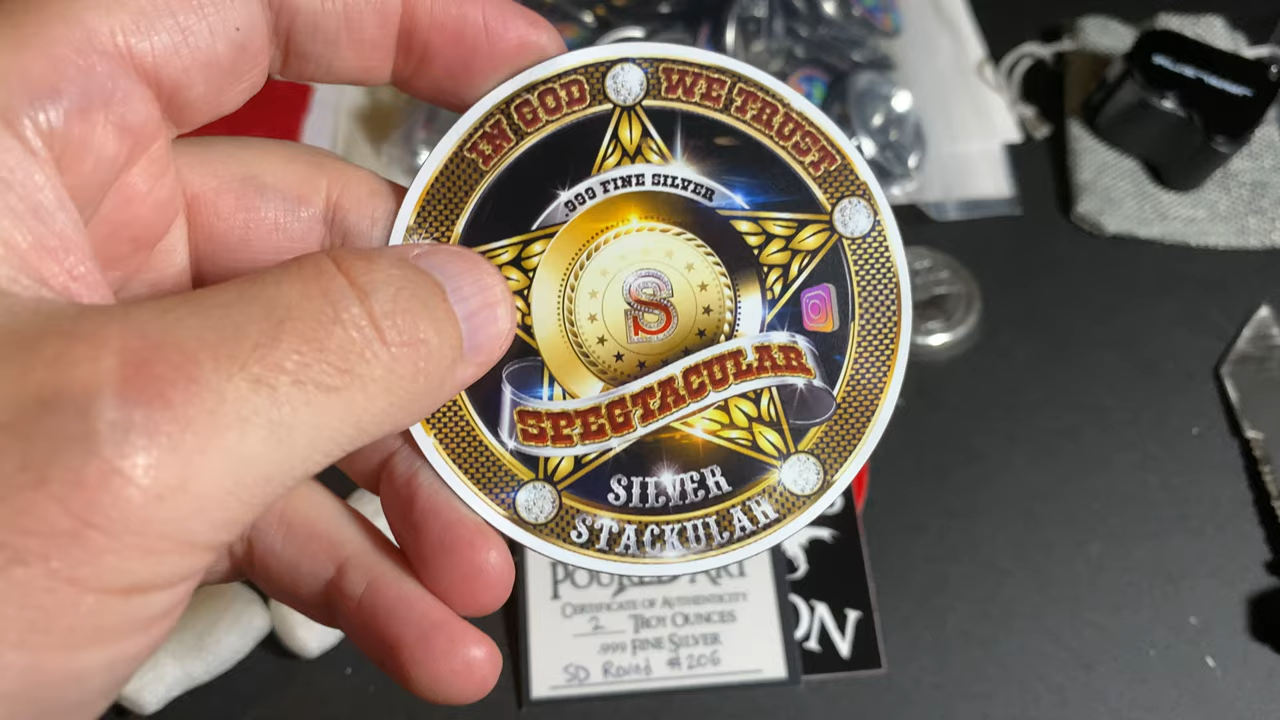 IN GOD WE TRUST
.999 FINE SILVER
S
SPEGTACULAR
SILVER
STACKULAR
POURED ART
CERTIFICATE OF AUTHENTICITY
2 TROY OUNCES
.999 FINE SILVER
SD Round #206
ON